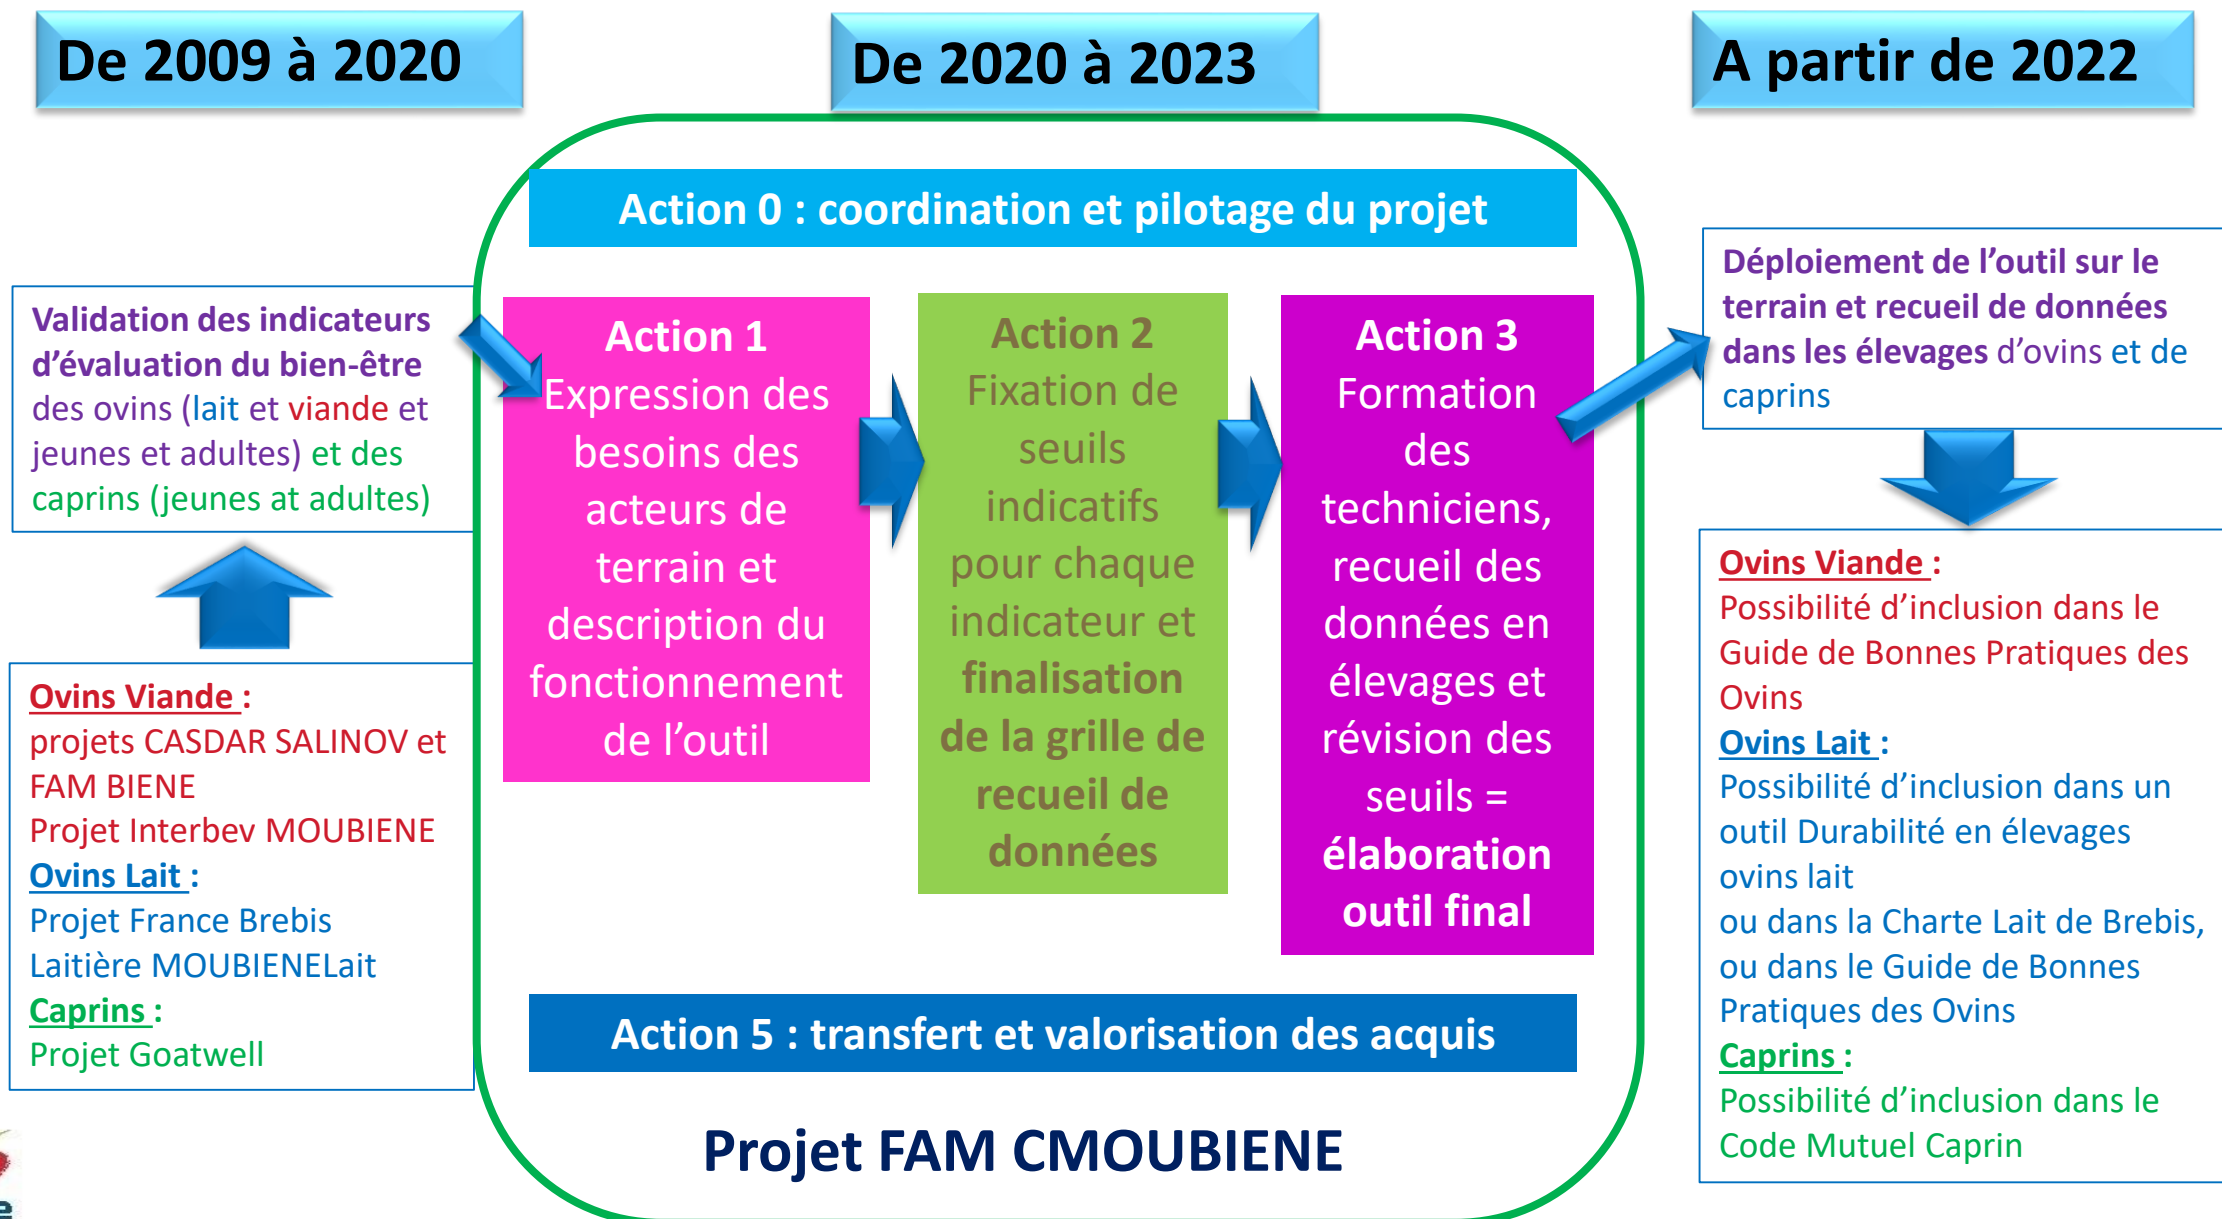 De 2009 à 2020
De 2020 à 2023
A partir de 2022
Action 0 : coordination et pilotage du projet
Validation des indicateurs
d’évaluation du bien-être
des ovins (lait et viande et
jeunes et adultes) et des
caprins (jeunes at adultes)
Ovins Viande :
projets CASDAR SALINOV et
FAM BIENE
Projet Interbev MOUBIENE
Ovins Lait :
Projet France Brebis
Laitière MOUBIENELait
Caprins :
Projet Goatwell
Action 1
Expression des
besoins des
acteurs de
terrain et
description du
fonctionnement
de l’outil
Action 2
Fixation de
seuils
indicatifs
pour chaque
indicateur et
finalisation
de la grille de
recueil de
données
Action 3
Formation
des
techniciens,
recueil des
données en
élevages et
révision des
seuils =
élaboration
outil final
Action 5 : transfert et valorisation des acquis
Projet FAM CMOUBIENE
Déploiement de l’outil sur le
terrain et recueil de données
dans les élevages d’ovins et de
caprins
Ovins Viande :
Possibilité d’inclusion dans le
Guide de Bonnes Pratiques des
Ovins
Ovins Lait :
Possibilité d’inclusion dans un
outil Durabilité en élevages
ovins lait
ou dans la Charte Lait de Brebis,
ou dans le Guide de Bonnes
Pratiques des Ovins
Caprins :
Possibilité d’inclusion dans le
Code Mutuel Caprin